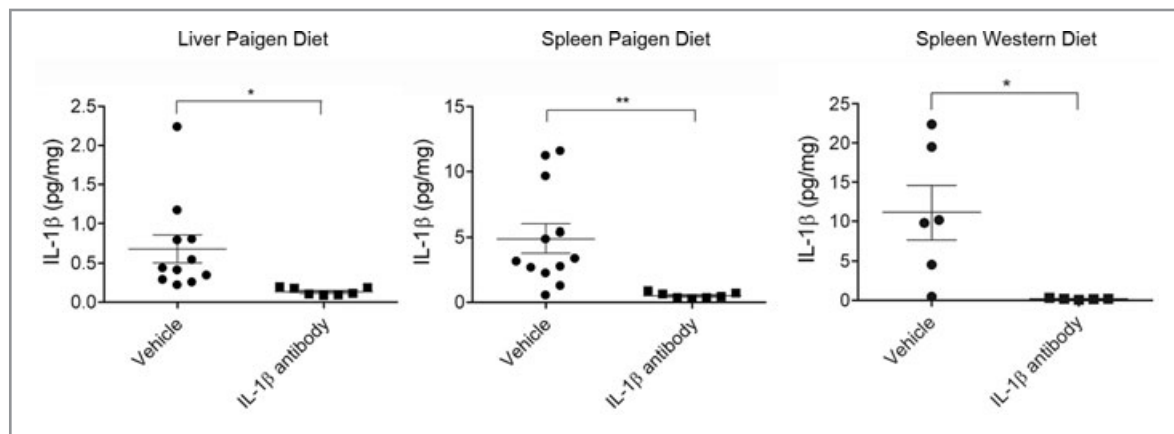 Liver Paigen Diet
*
IL-1β (pg/mg)
2.5
2.0
1.5
1.0
0.5
0.0
Vehicle
IL-1β antibody
Spleen Paigen Diet
**
IL-1β (pg/mg)
15
10
5
0
Vehicle
IL-1β antibody
Spleen Western Diet
*
IL-1β (pg/mg)
25
20
15
10
5
0
Vehicle
IL-1β antibody